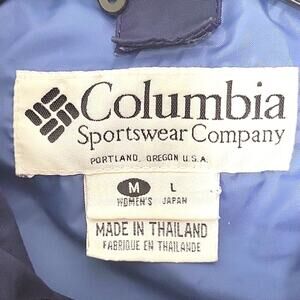 Columbia
Sportswear Company
PORTLAND, OREGON U.S.A.
M L
WOMEN'S JAPAN
MADE IN THAILAND
FABRIQUE EN THAILANDE